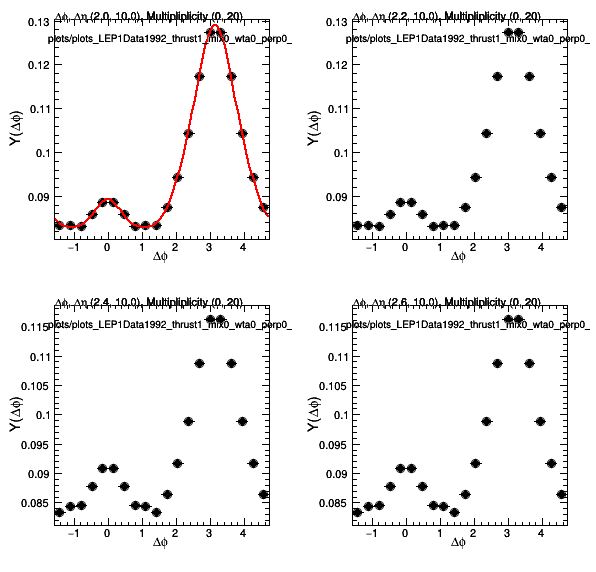 Δϕ, Δη (2.0, 10.0), Multipliplicity (0, 20)
plots/plots_LEP1Data1992_thrust1_mix0_wta0_perp0_
0.13
0.12
0.11
0.1
0.09
Y(Δϕ)
−1 0 1 2 3 4
Δϕ
Δϕ, Δη (2.2, 10.0), Multipliplicity (0, 20)
plots/plots_LEP1Data1992_thrust1_mix0_wta0_perp0_
0.13
0.12
0.11
0.1
0.09
Y(Δϕ)
−1 0 1 2 3 4
Δϕ
Δϕ, Δη (2.4, 10.0), Multipliplicity (0, 20)
plots/plots_LEP1Data1992_thrust1_mix0_wta0_perp0_
0.115
0.11
0.105
0.1
0.095
0.09
0.085
Y(Δϕ)
−1 0 1 2 3 4
Δϕ
Δϕ, Δη (2.6, 10.0), Multipliplicity (0, 20)
plots/plots_LEP1Data1992_thrust1_mix0_wta0_perp0_
0.115
0.11
0.105
0.1
0.095
0.09
0.085
Y(Δϕ)
−1 0 1 2 3 4
Δϕ